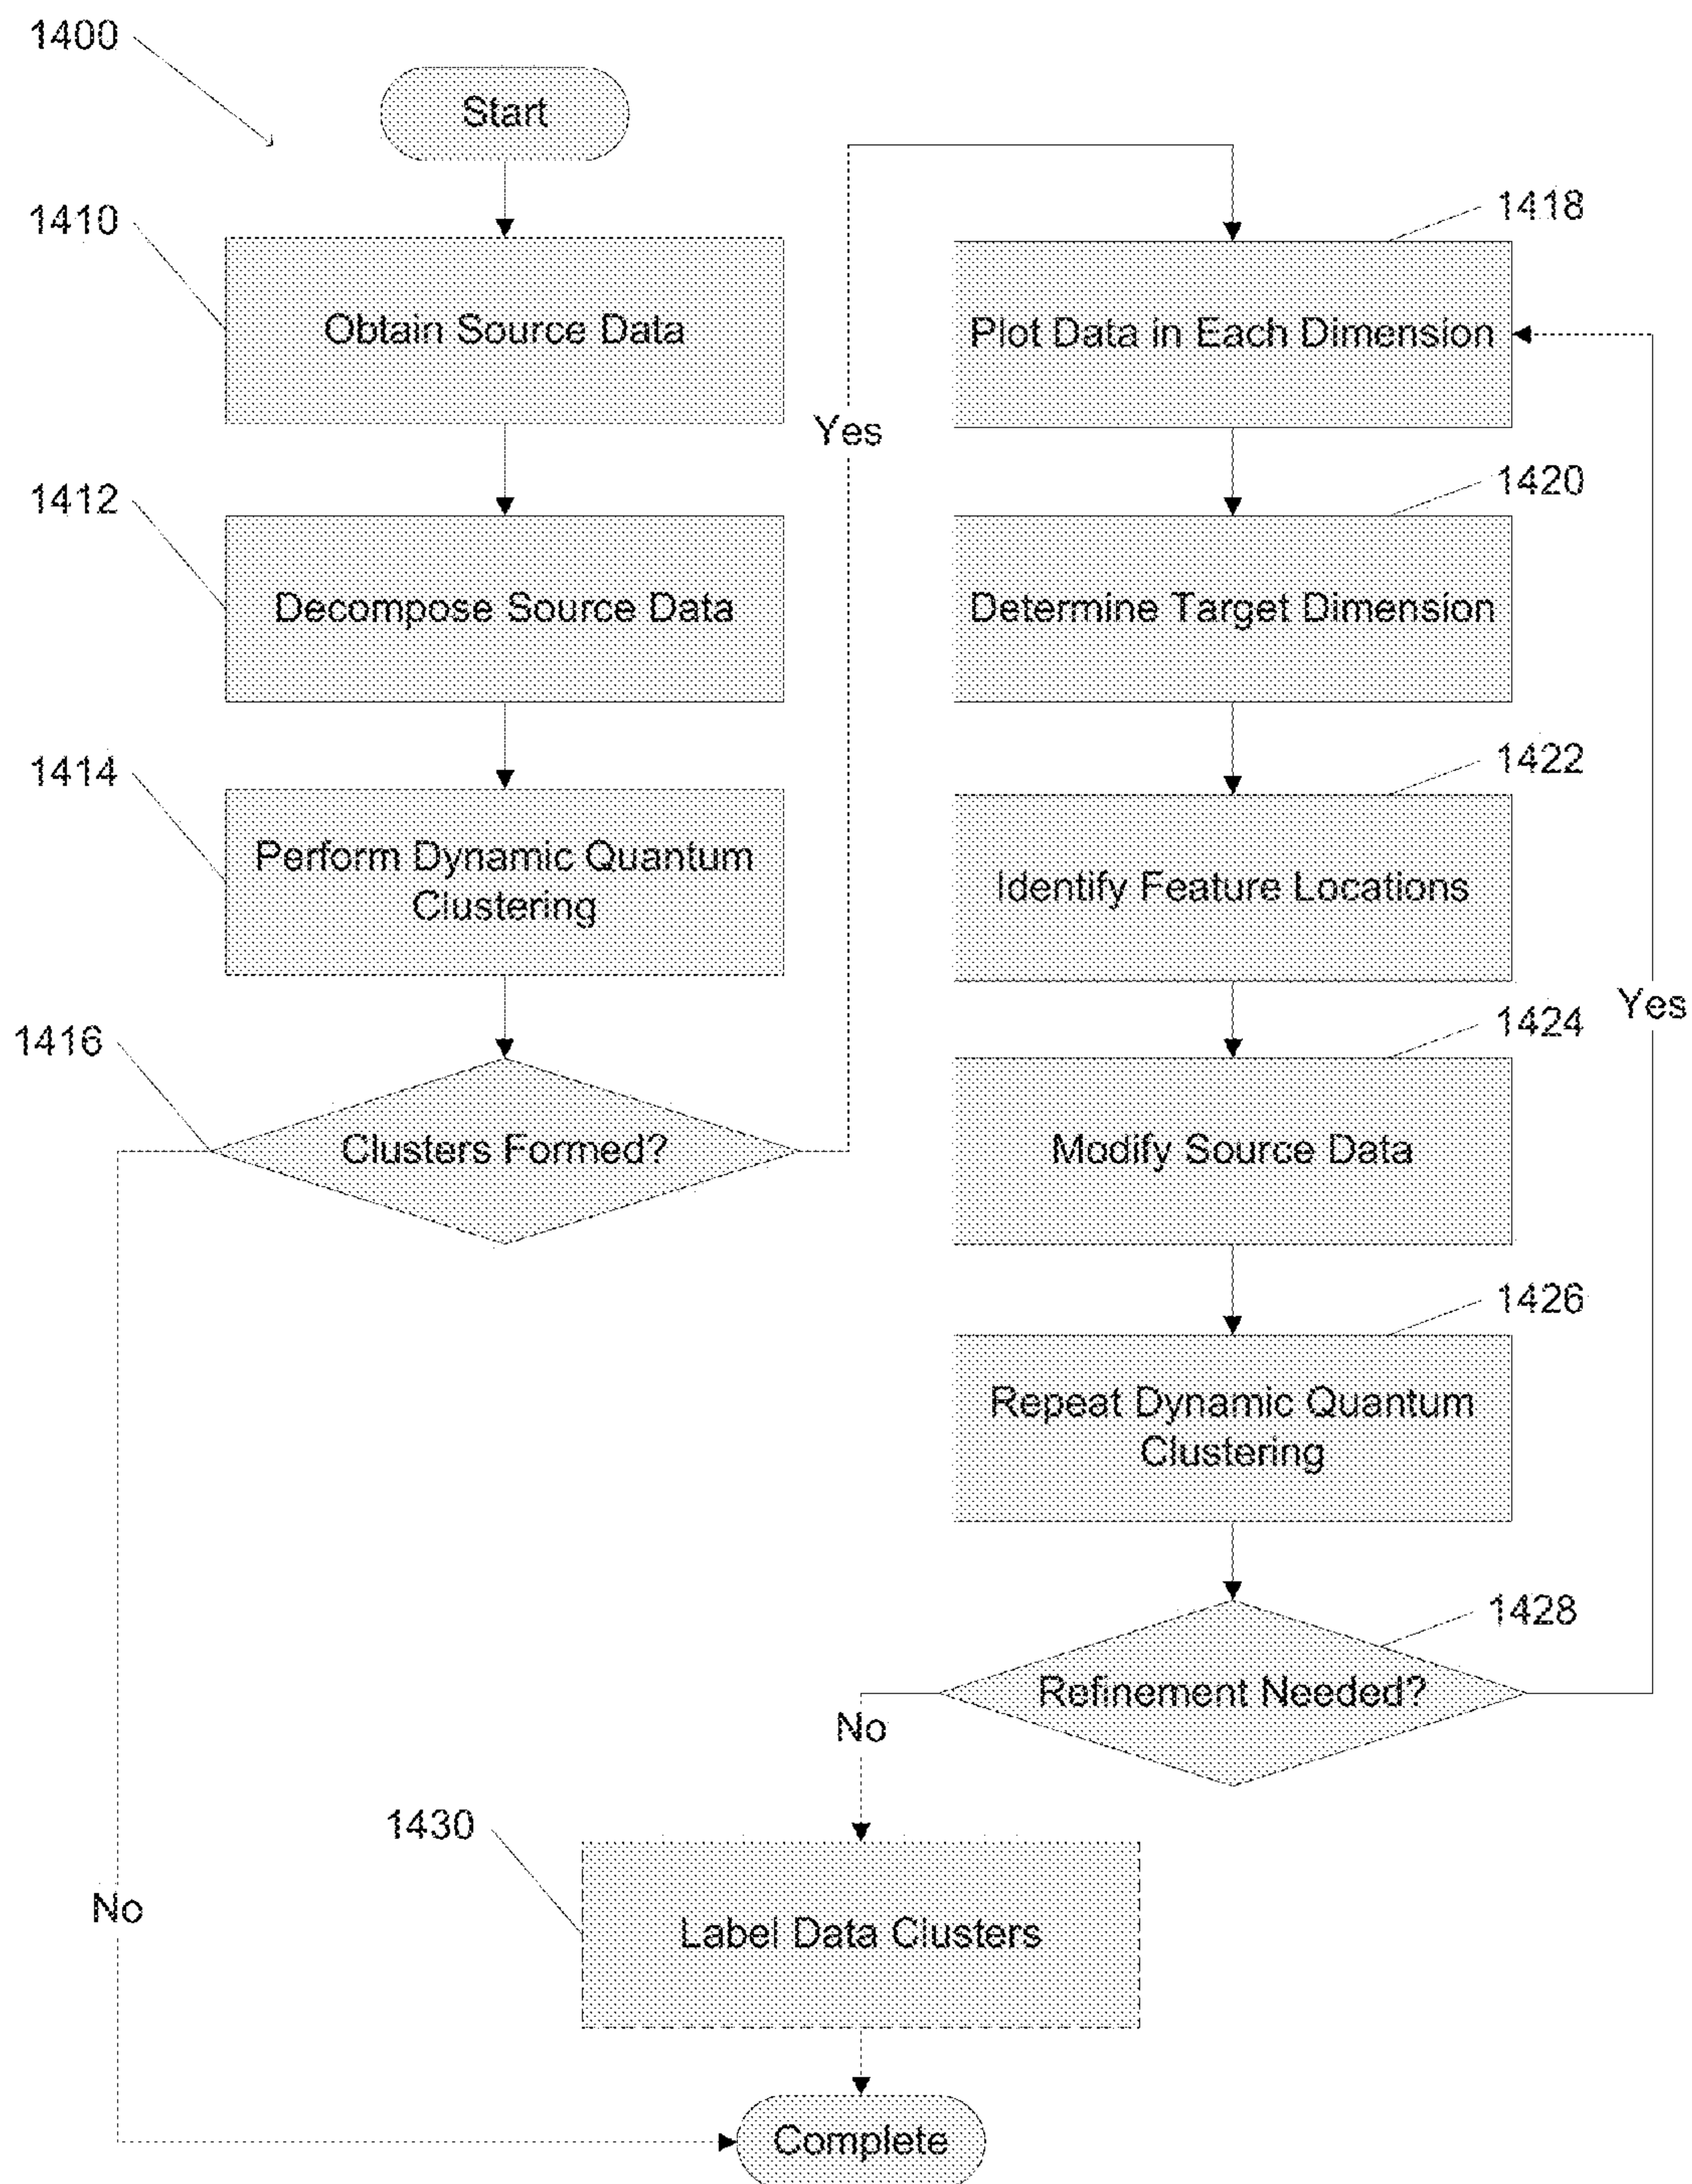 1400
Start
1410
Obtain Source Data
1412
Decompose Source Data
1414
Perform Dynamic Quantum
Clustering
1416
Clusters Formed?
Yes
No
1418
Plot Data in Each Dimension
1420
Determine Target Dimension
1422
Identify Feature Locations
1424
Modify Source Data
1426
Repeat Dynamic Quantum
Clustering
1428
Refinement Needed?
Yes
No
1430
Label Data Clusters
Complete